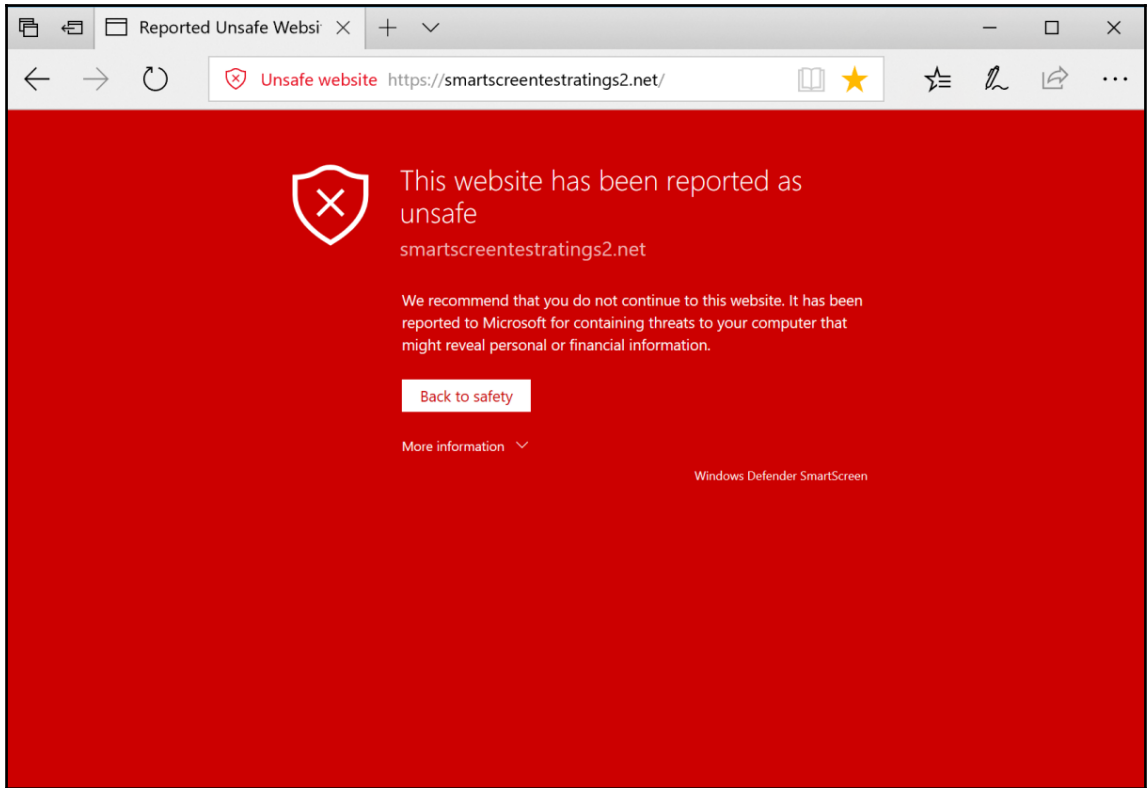 Reported Unsafe Websi
Unsafe website https://smartscreentestratings2.net/
This website has been reported as
unsafe
smartscreentestratings2.net
We recommend that you do not continue to this website. It has been
reported to Microsoft for containing threats to your computer that
might reveal personal or financial information.
Back to safety
More information
Windows Defender SmartScreen